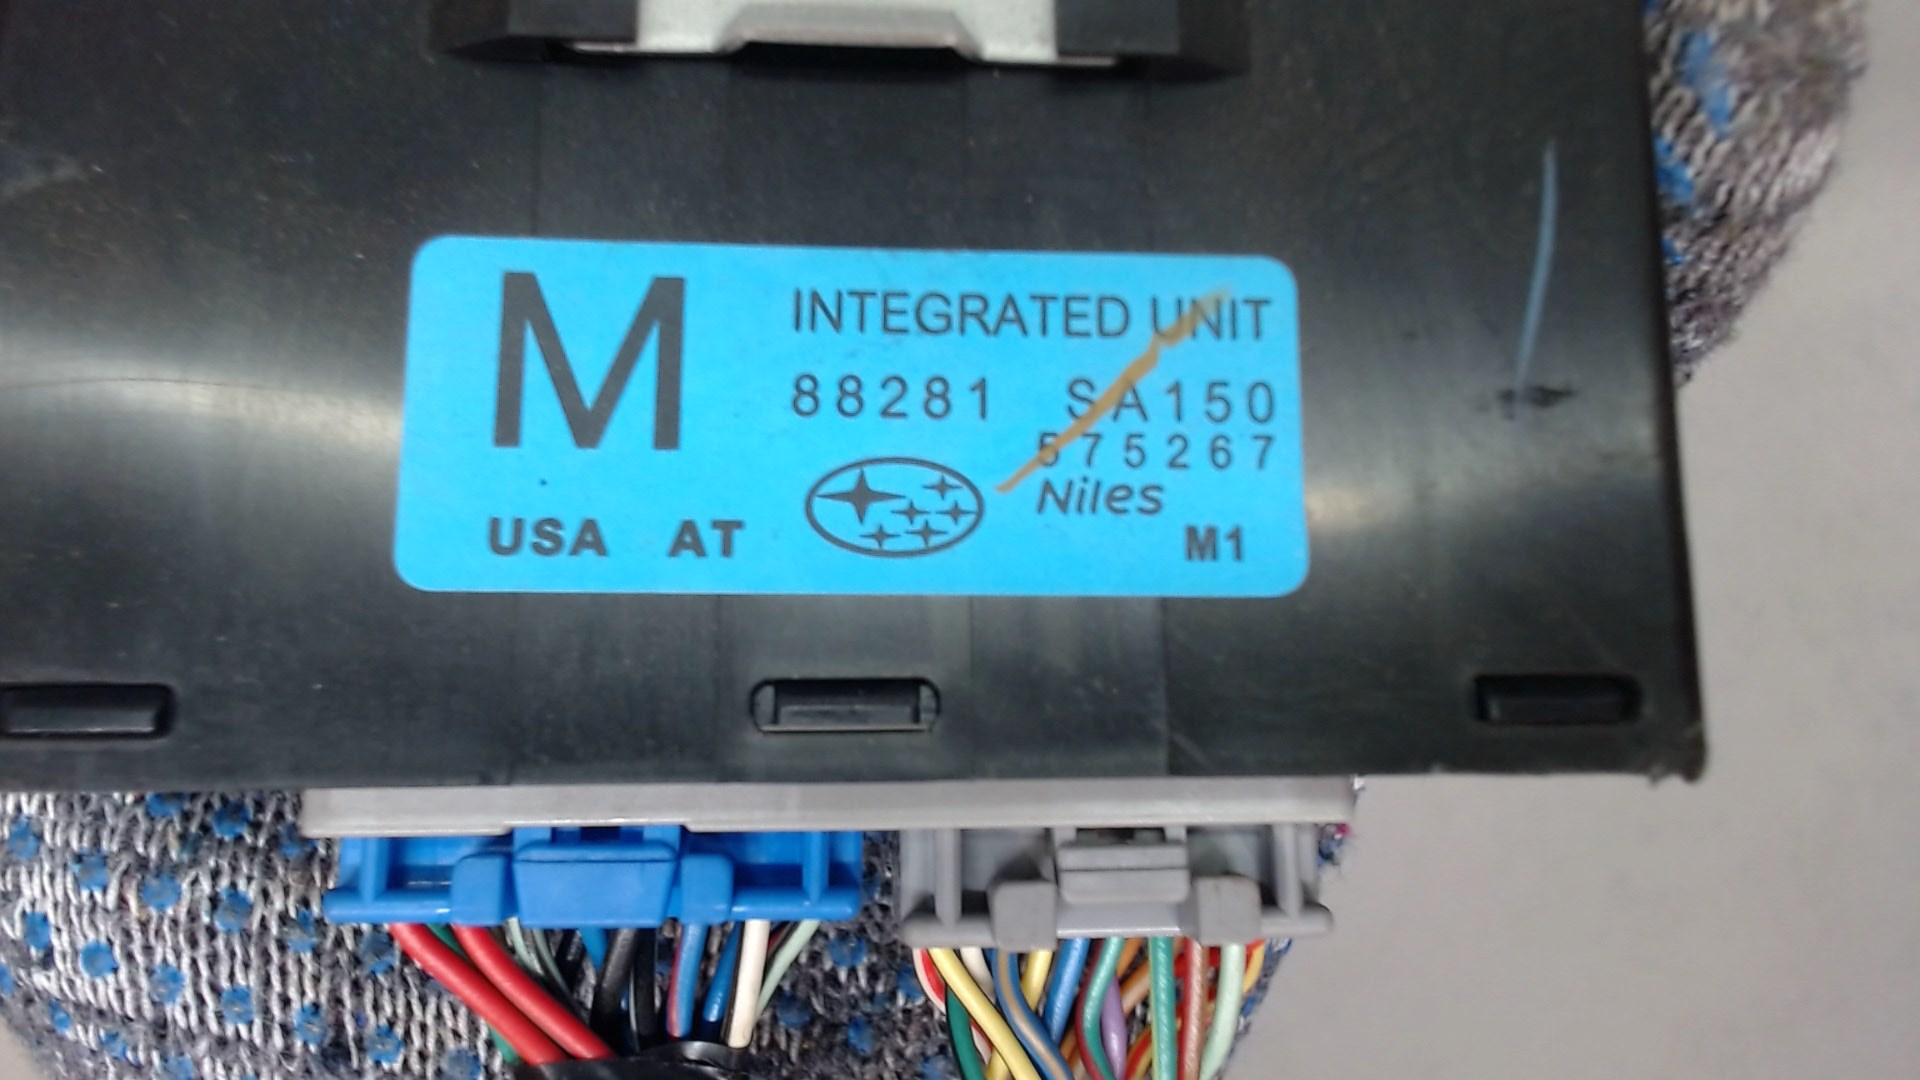 M
INTEGRATED UNIT
88281 SA150
575267
Niles
USA AT
M1